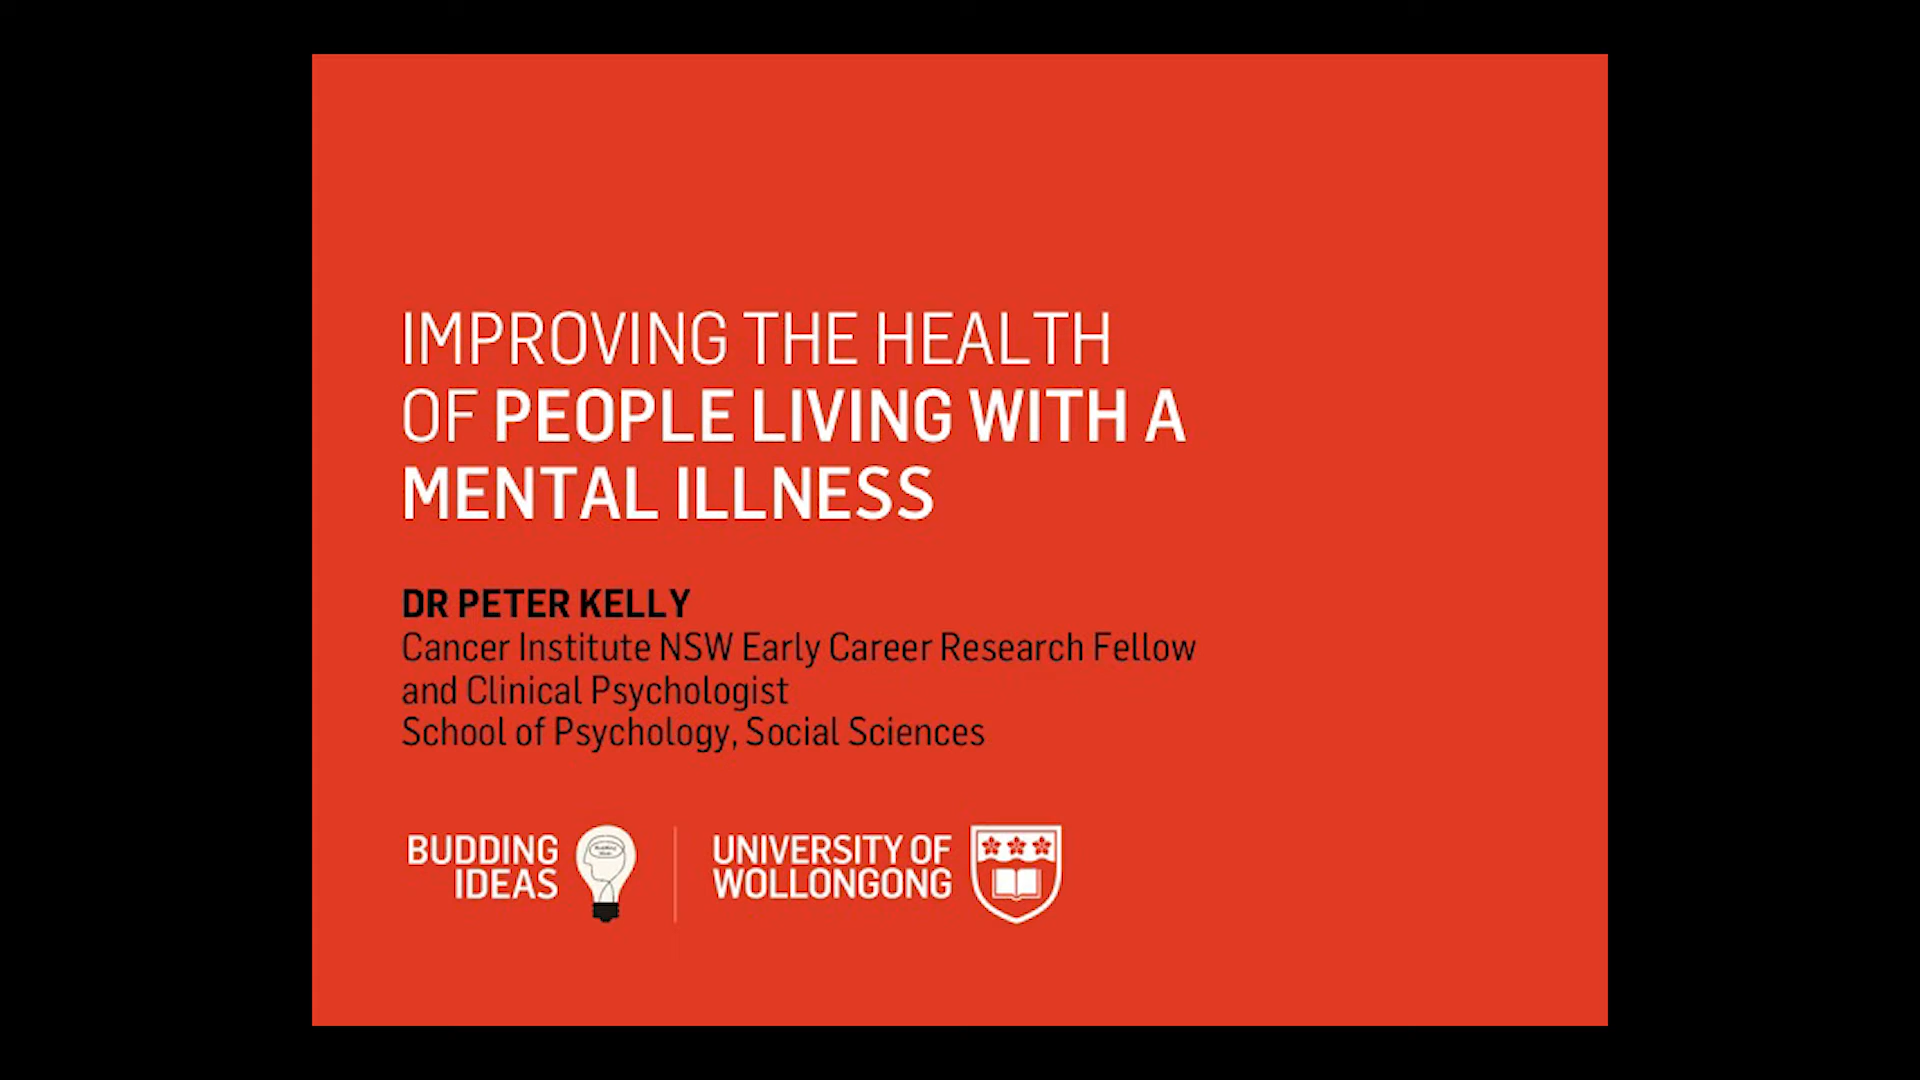 IMPROVING THE HEALTH
OF PEOPLE LIVING WITH A
MENTAL ILLNESS
DR PETER KELLY
Cancer Institute NSW Early Career Research Fellow
and Clinical Psychologist
School of Psychology, Social Sciences
BUDDING
IDEAS
UNIVERSITY OF
WOLLONGONG